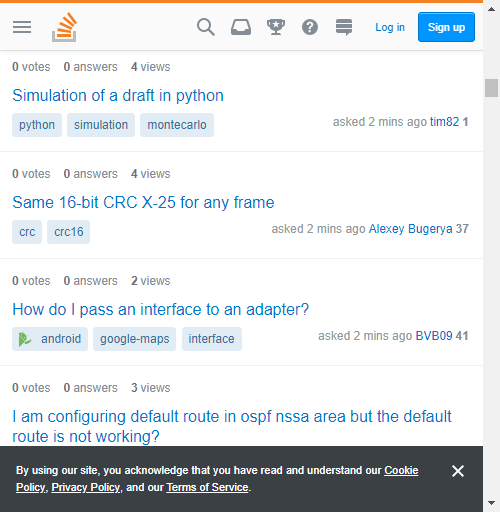 Log in
Sign up
0 votes 0 answers 4 views
Simulation of a draft in python
python simulation montecarlo
asked 2 mins ago tim82 1
0 votes 0 answers 4 views
Same 16-bit CRC X-25 for any frame
crc crc16
asked 2 mins ago Alexey Bugerya 37
0 votes 0 answers 2 views
How do I pass an interface to an adapter?
android google-maps interface
asked 2 mins ago BVB09 41
0 votes 0 answers 3 views
I am configuring default route in ospf nssa area but the default
route is not working?
By using our site, you acknowledge that you have read and understand our Cookie
Policy, Privacy Policy, and our Terms of Service.